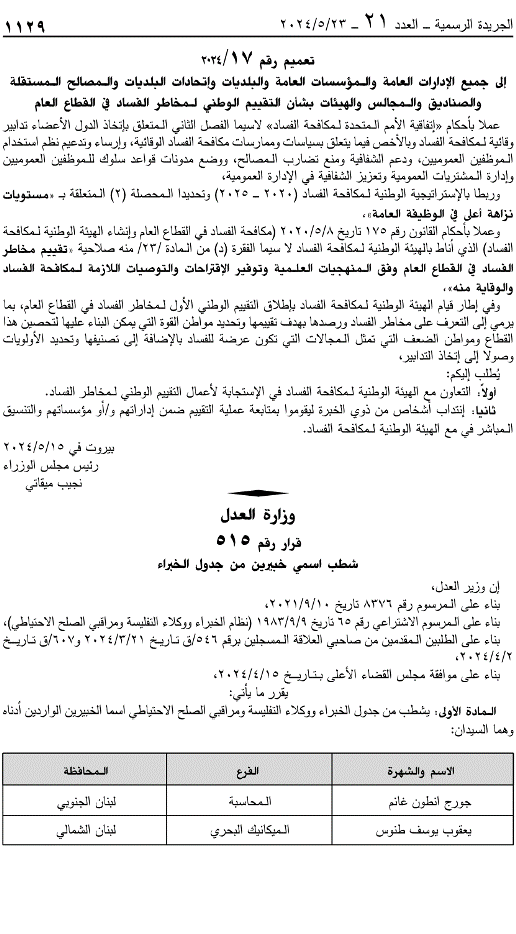 الجريدة الرسمية ــ العدد ٢١ ــ ٢٠٢٤/٥/٢٣
١١٢٩
تعميم رقم ٢٠٢٤/١٧
إلى جميع الإدارات العامة والمؤسسات العامة والبلديات وإتحادات البلديات والمصالح المستقلة
والصناديق والمجالس والهيئات بشأن التقييم الوطني لمخاطر الفساد في القطاع العام
عملا بأحكام «إتفاقية الأمم المتحدة لمكافحة الفساد» لاسيما الفصل الثاني المتعلق بإتخاذ الدول الأعضاء تدابير
وقائية لمكافحة الفساد وبالأخص فيما يتعلق بسياسات وممارسات مكافحة الفساد الوقائية، وإرساء وتدعيم نظم استخدام
الموظفين العموميين، ودعم الشفافية ومنع تضارب المصالح، ووضع مدونات قواعد سلوك للموظفين العموميين
وإدارة المشتريات العمومية وتعزيز الشفافية في الإدارة العمومية،
وربطا بالإستراتيجية الوطنية لمكافحة الفساد (٢٠٢٠ – ٢٠٢٥) وتحديدا المحصلة (٢) المتعلقة بـ «مستويات
نزاهة أعلى في الوظيفة العامة»،
وعملا بأحكام القانون رقم ١٧٥ تاريخ ٢٠٢٠/٥/٨ (مكافحة الفساد في القطاع العام وإنشاء الهيئة الوطنية لمكافحة
الفساد) الذي أناط بالهيئة الوطنية لمكافحة الفساد لا سيما الفقرة (د) من المادة /٢٣/ منه صلاحية «تقييم مخاطر
الفساد في القطاع العام وفق المنهجيات العلمية وتوفير الإقتراحات والتوصيات اللازمة لمكافحة الفساد
والوقاية منه»،
وفي إطار قيام الهيئة الوطنية لمكافحة الفساد بإطلاق التقييم الوطني الأول لمخاطر الفساد في القطاع العام، بما
يرمي إلى التعرف على مخاطر الفساد ورصدها بهدف تقييمها وتحديد مواطن القوة التي يمكن البناء عليها لتحصين هذا
القطاع ومواطن الضعف التي تمثل المجالات التي تكون عرضة للفساد بالإضافة إلى تصنيفها وتحديد الأولويات
وصولا إلى إتخاذ التدابير،
يُطلب إليكم:
أولاً: التعاون مع الهيئة الوطنية لمكافحة الفساد في الإستجابة لأعمال التقييم الوطني لمخاطر الفساد.
ثانيا: إنتداب أشخاص من ذوي الخبرة ليقوموا بمتابعة عملية التقييم ضمن إداراتهم و/أو مؤسساتهم والتنسيق
المباشر في مع الهيئة الوطنية لمكافحة الفساد.
بيروت في ٢٠٢٤/٥/١٥
رئيس مجلس الوزراء
نجيب ميقاتي
وزارة العدل
قرار رقم ٥١٥
شطب اسمي خبيرين من جدول الخبراء
إن وزير العدل،
بناء على المرسوم رقم ٨٣٧٦ تاريخ ٢٠٢١/٩/١٠،
بناء على المرسوم الاشتراعي رقم ٦٥ تاريخ ١٩٨٣/٩/٩ (نظام الخبراء ووكلاء التفليسة ومراقبي الصلح الاحتياطي)،
بناء على الطلبين المقدمين من صاحبي العلاقة المسجلين برقم ٥٤٦/ق تاريخ ٢٠٢٤/٣/٢١ و٦٠٧/ق تاريخ
٢٠٢٤/٤/٢،
بناء على موافقة مجلس القضاء الأعلى بتاريخ ٢٠٢٤/٤/١٥،
يقرر ما يأتي:
المادة الأولى: يشطب من جدول الخبراء ووكلاء التفليسة ومراقبي الصلح الاحتياطي اسما الخبيرين الواردين أدناه
وهما السيدان:
الاسم والشهرة الفرع المحافظة
جورج انطون غانم المحاسبة لبنان الجنوبي
يعقوب يوسف طنوس الميكانيك البحري لبنان الشمالي